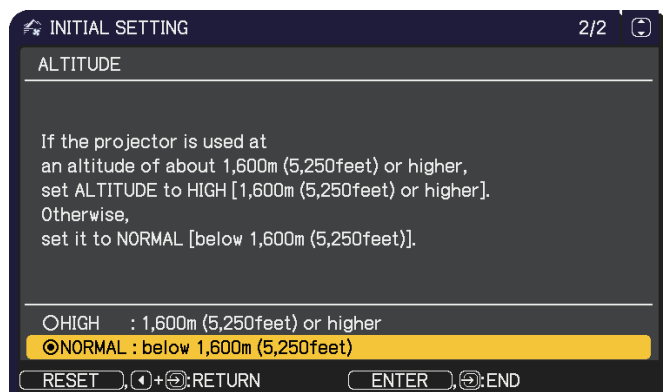 INITIAL SETTING 2/2
ALTITUDE
If the projector is used at
an altitude of about 1,600m (5,250feet) or higher,
set ALTITUDE to HIGH [1,600m (5,250feet) or higher].
Otherwise,
set it to NORMAL [below 1,600m (5,250feet)].
HIGH : 1,600m (5,250feet) or higher
NORMAL : below 1,600m (5,250feet)
RESET , + :RETURN ENTER , :END